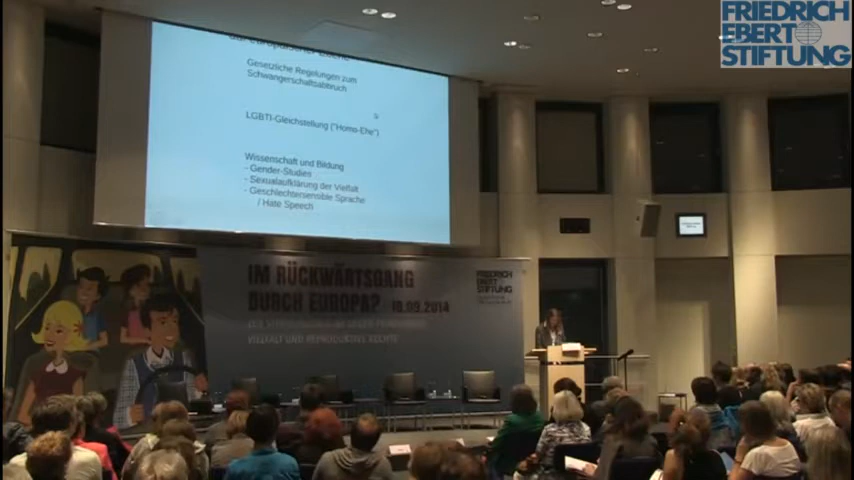 FRIEDRICH
EBERT
STIFTUNG
Gesetzliche Regelungen zum
Schwangerschaftsabbruch
LGBTI-Gleichstellung ("Homo-Ehe")
Wissenschaft und Bildung
- Gender-Studies
- Sexualaufklärung der Vielfalt
- Geschlechtersensible Sprache
/ Hate Speech
IM RÜCKWÄRTSGANG
DURCH EUROPA? 18.09.2014
VIELFALT UND REPRODUKTIVE RECHTE
FRIEDRICH
EBERT
STIFTUNG